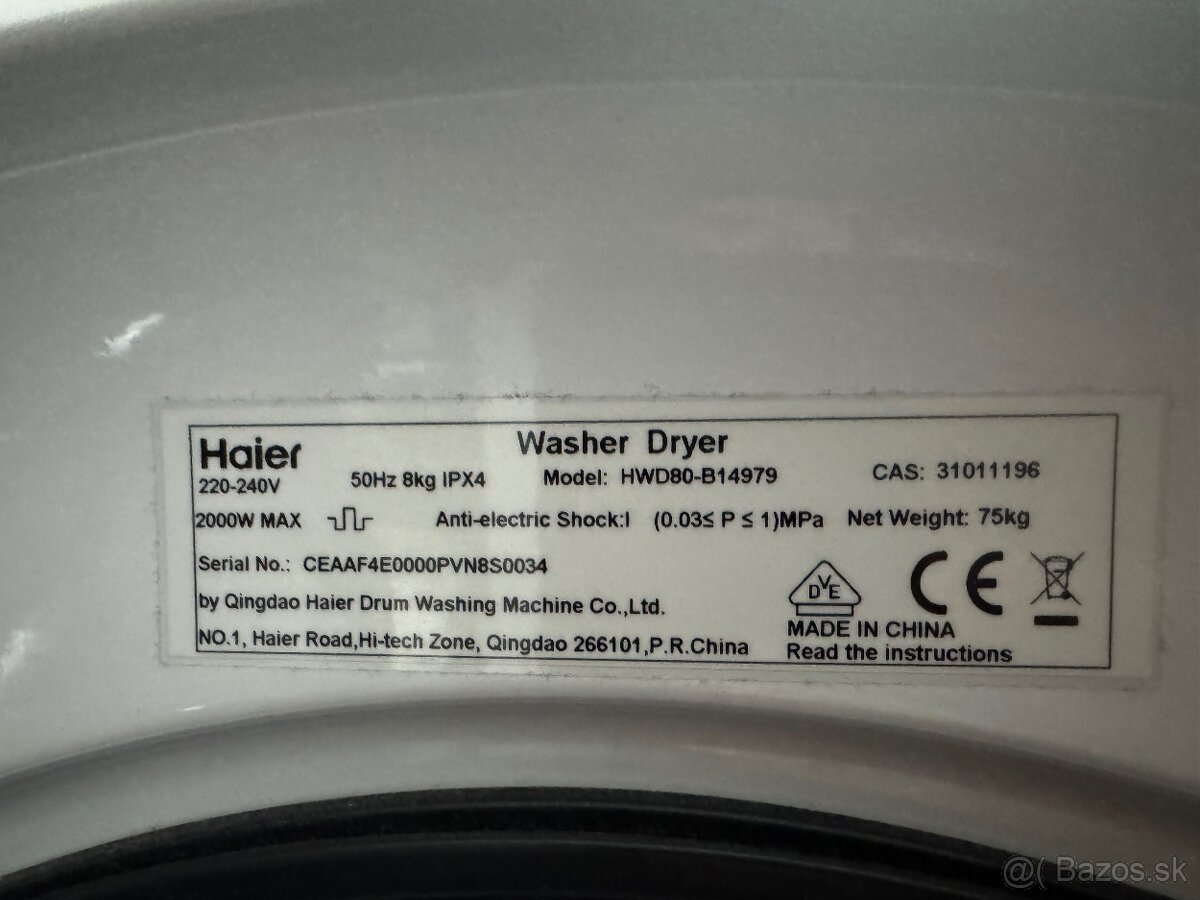 Haier Washer Dryer
220-240V 50Hz 8kg IPX4 Model: HWD80-B14979 CAS: 31011196
2000W MAX Anti-electric Shock:I (0.03≤ P ≤ 1)MPa Net Weight: 75kg
Serial No.: CEAAF4E0000PVN8S0034
by Qingdao Haier Drum Washing Machine Co.,Ltd.
NO.1, Haier Road,Hi-tech Zone, Qingdao 266101,P.R.China
DVE
CE
MADE IN CHINA
Read the instructions
@( Bazos.sk